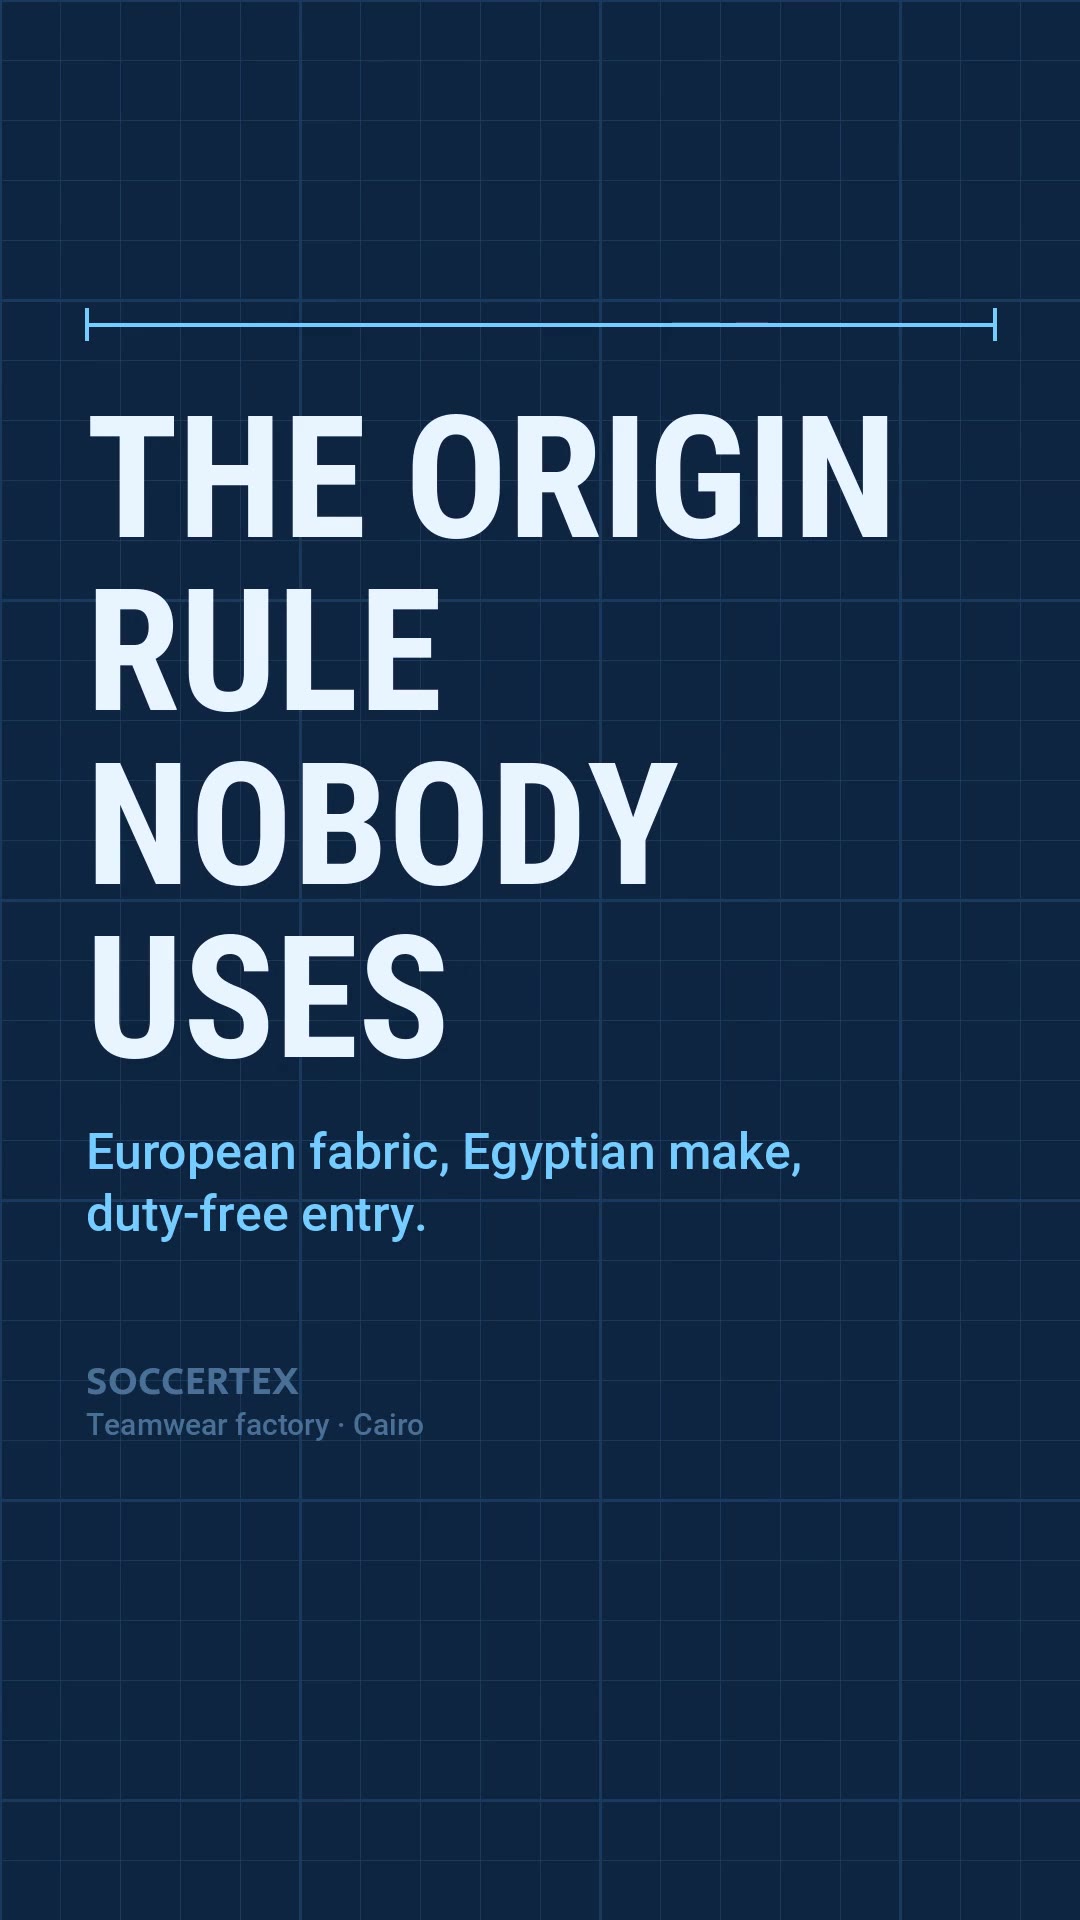 THE ORIGIN
RULE
NOBODY
USES
European fabric, Egyptian make,
duty-free entry.
SOCCERTEX
Teamwear factory · Cairo